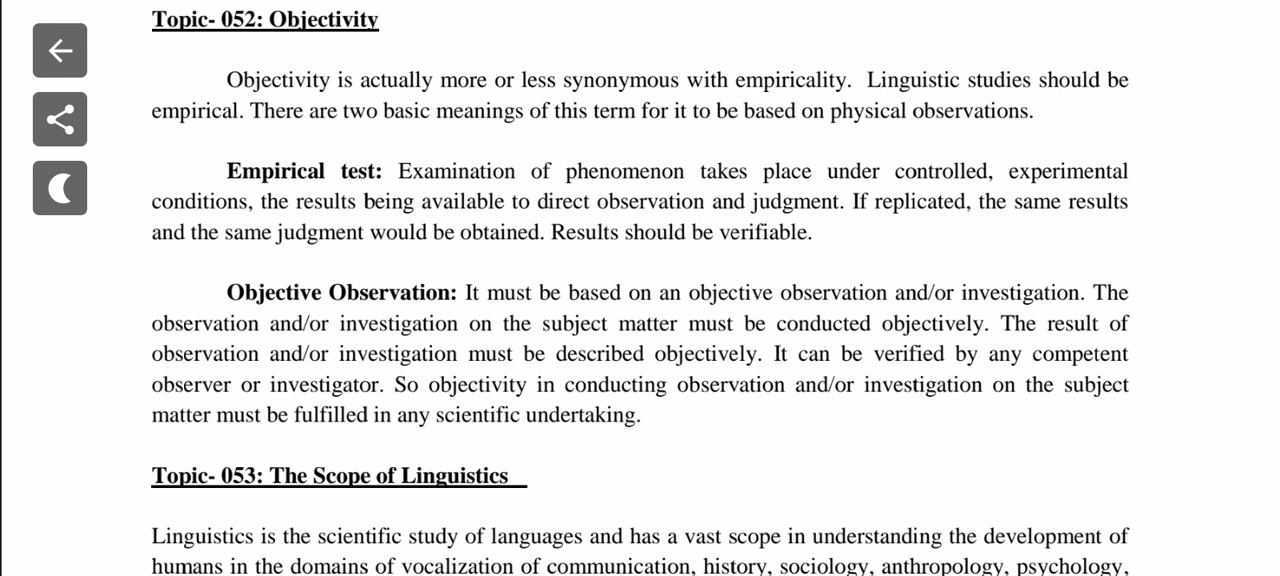 Topic- 052: Objectivity
Objectivity is actually more or less synonymous with empiricality. Linguistic studies should be
empirical. There are two basic meanings of this term for it to be based on physical observations.
Empirical test: Examination of phenomenon takes place under controlled, experimental
conditions, the results being available to direct observation and judgment. If replicated, the same results
and the same judgment would be obtained. Results should be verifiable.
Objective Observation: It must be based on an objective observation and/or investigation. The
observation and/or investigation on the subject matter must be conducted objectively. The result of
observation and/or investigation must be described objectively. It can be verified by any competent
observer or investigator. So objectivity in conducting observation and/or investigation on the subject
matter must be fulfilled in any scientific undertaking.
Topic- 053: The Scope of Linguistics
Linguistics is the scientific study of languages and has a vast scope in understanding the development of
humans in the domains of vocalization of communication, history, sociology, anthropology, psychology,